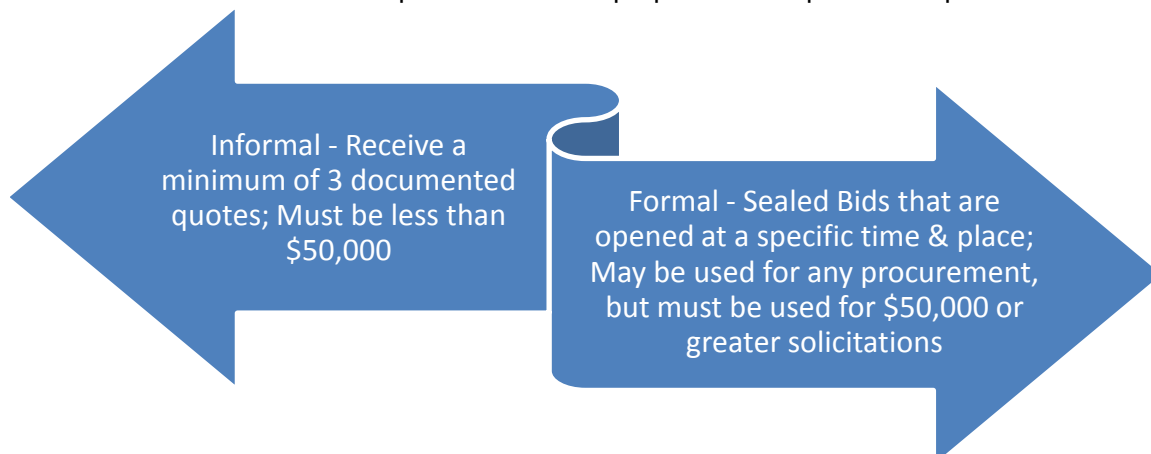 Informal - Receive a
minimum of 3 documented
quotes; Must be less than
$50,000
Formal - Sealed Bids that are
opened at a specific time & place;
May be used for any procurement,
but must be used for $50,000 or
greater solicitations